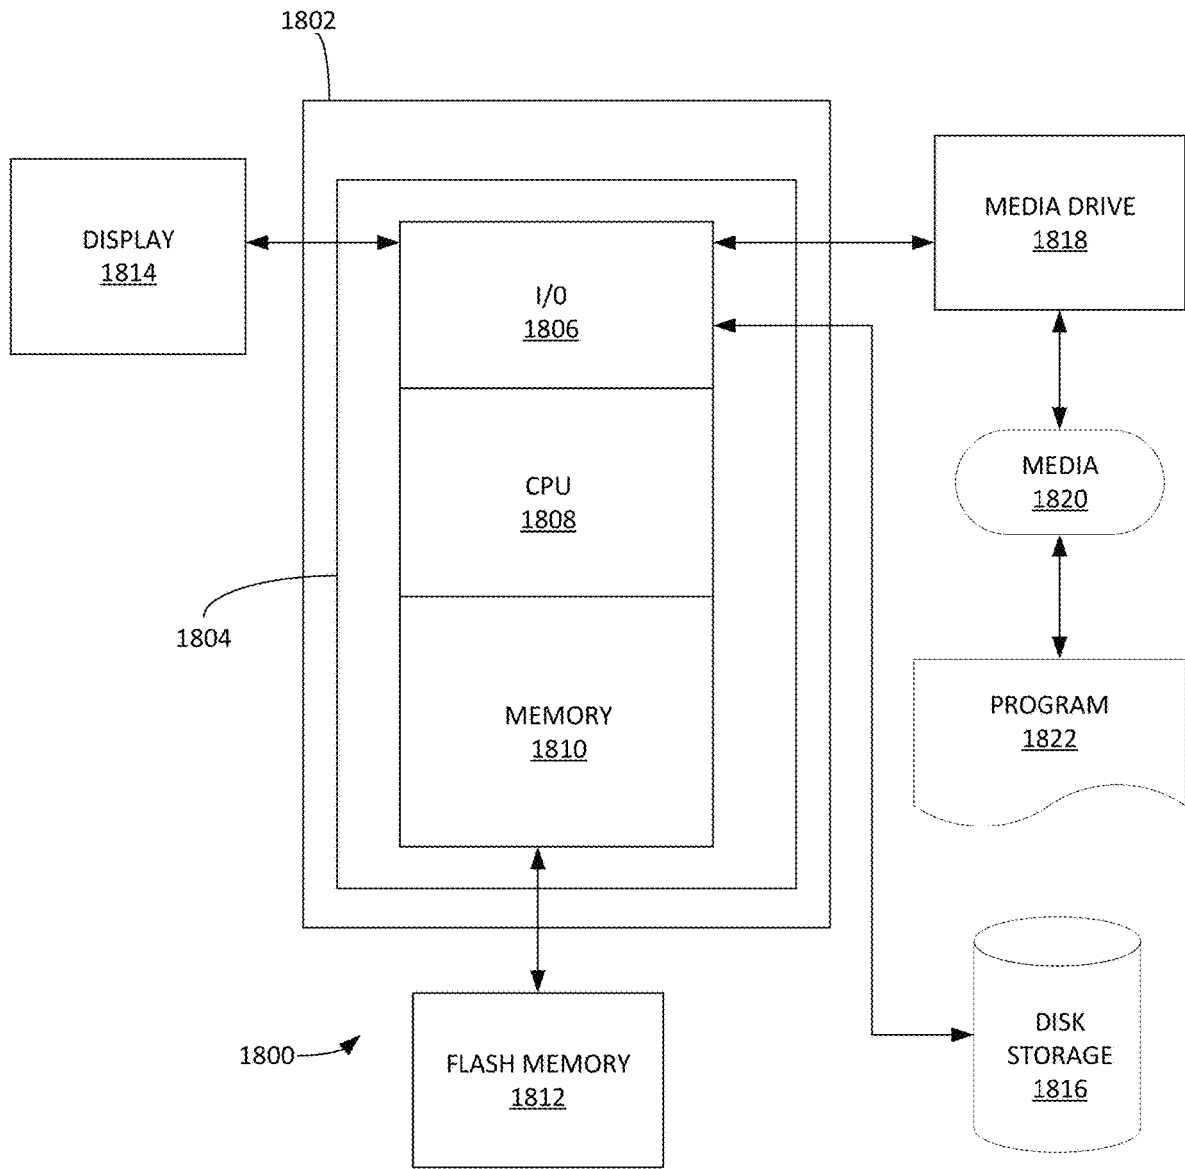 1802
DISPLAY
1814
MEDIA DRIVE
1818
I/0
1806
MEDIA
1820
CPU
1808
1804
MEMORY
1810
PROGRAM
1822
1800
FLASH MEMORY
1812
DISK
STORAGE
1816